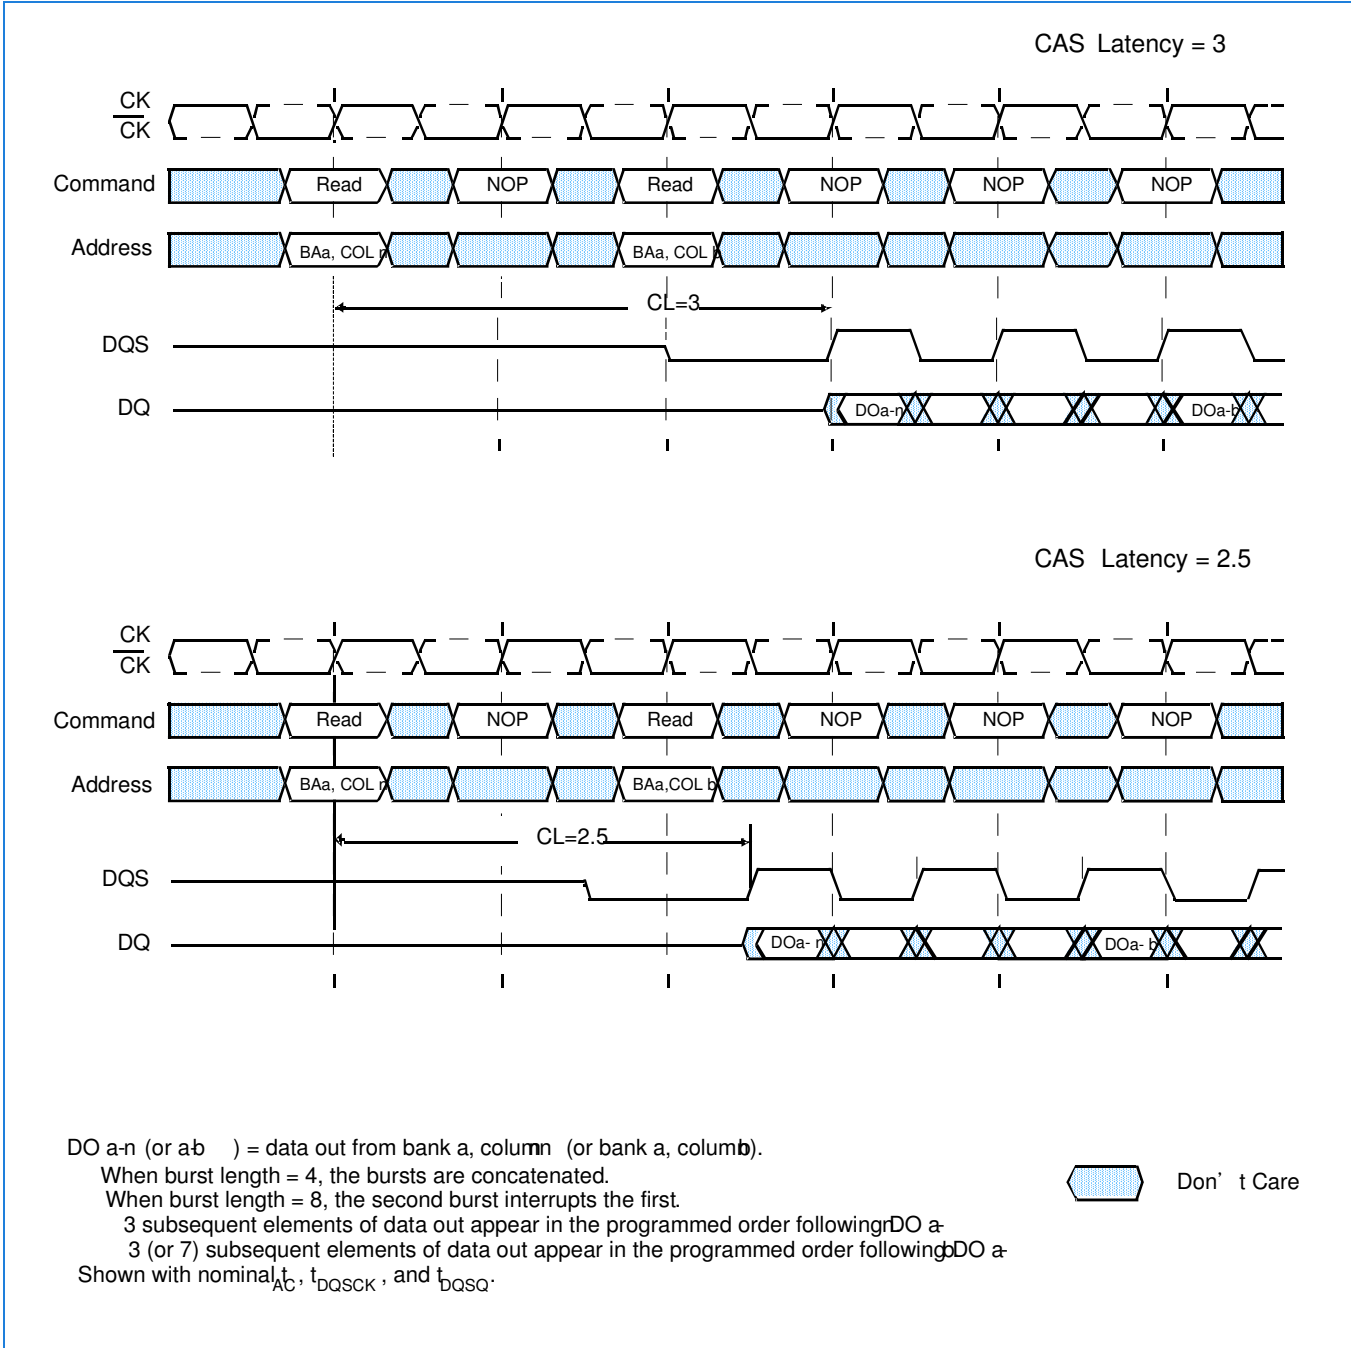 CAS Latency = 3
CK
CK
Command Read NOP Read NOP NOP NOP
Address BAa, COL n BAa, COL b
CL=3
DQS
DQ DOa-n DOa-b
CAS Latency = 2.5
CK
CK
Command Read NOP Read NOP NOP NOP
Address BAa, COL n BAa,COL b
CL=2.5
DQS
DQ DOa- n DOa- b
DO a-n (or a-b ) = data out from bank a, column n (or bank a, column b).
When burst length = 4, the bursts are concatenated.
When burst length = 8, the second burst interrupts the first.
Don' t Care
3 subsequent elements of data out appear in the programmed order following DO a-n
3 (or 7) subsequent elements of data out appear in the programmed order following DO a-b
Shown with nominal tAC, tDQSCK , and tDQSQ.